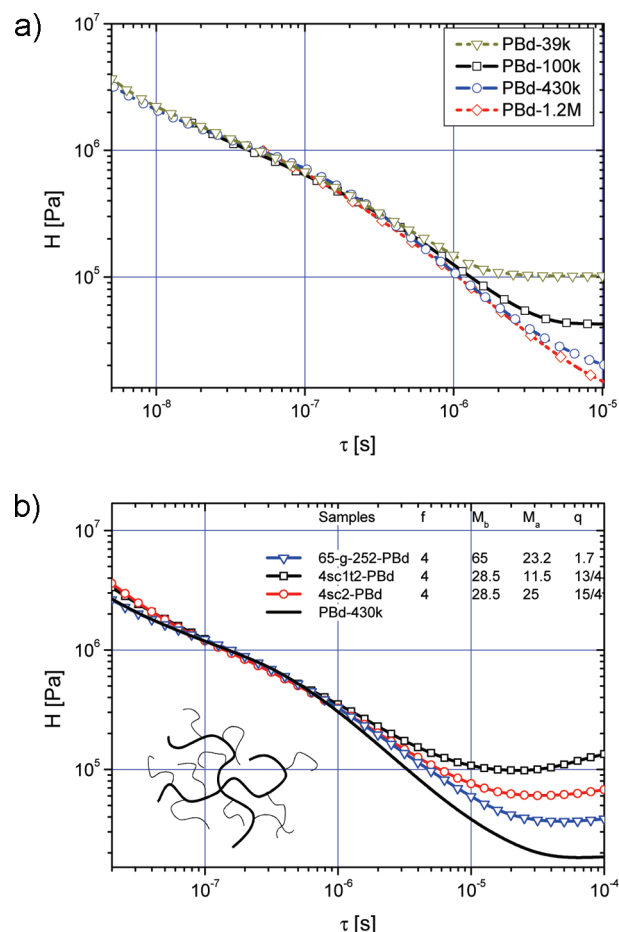 a)
10^7
PBd-39k
PBd-100k
PBd-430k
PBd-1.2M
10^6
H [Pa]
10^5
10^-8 10^-7 10^-6 10^-5
τ [s]
b)
10^7
Samples f M_b M_a q
65-g-252-PBd 4 65 23.2 1.7
4sc1t2-PBd 4 28.5 11.5 13/4
4sc2-PBd 4 28.5 25 15/4
PBd-430k
10^6
H [Pa]
10^5
10^-7 10^-6 10^-5 10^-4
τ [s]